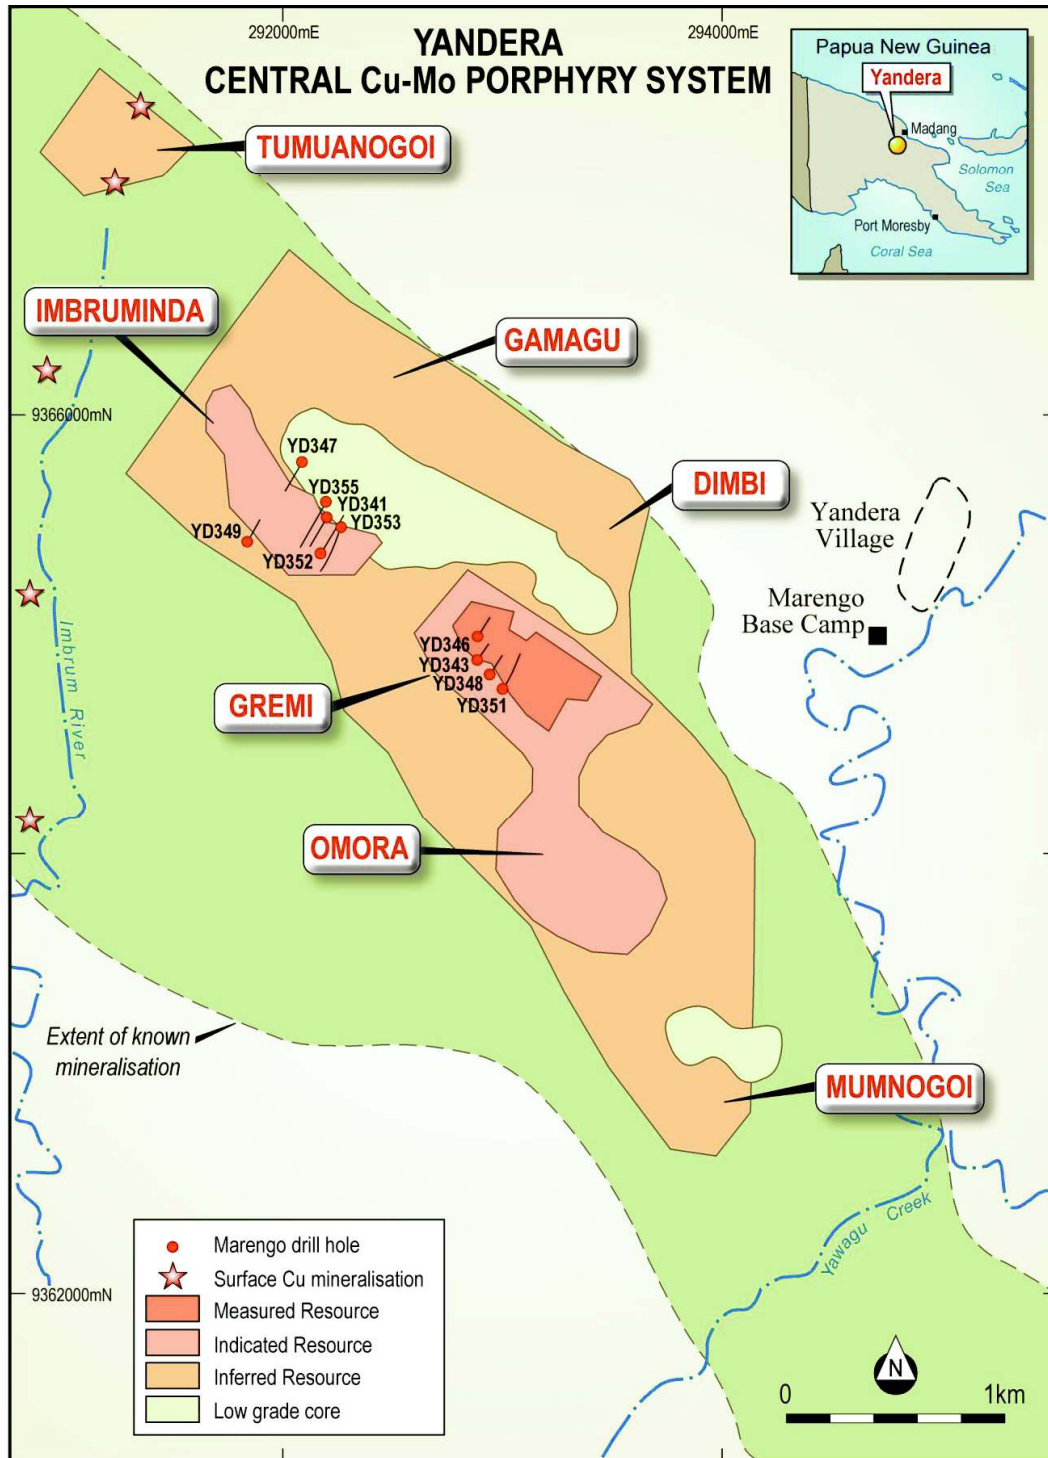 292000mE
294000mE
YANDERA
CENTRAL Cu-Mo PORPHYRY SYSTEM
Papua New Guinea
Yandera
Madang
Solomon
Sea
Port Moresby
Coral Sea
TUMUANOGOI
IMBRUMINDA
GAMAGU
9366000mN
YD347
YD355
YD341
YD353
YD349
YD352
DIMBI
Yandera
Village
Marengo
Base Camp
YD346
YD343
YD348
YD351
GREMI
Imbrum River
OMORA
Extent of known
mineralisation
MUMNOGOI
Yawagu Creek
9362000mN
Marengo drill hole
Surface Cu mineralisation
Measured Resource
Indicated Resource
Inferred Resource
Low grade core
N
0 1km